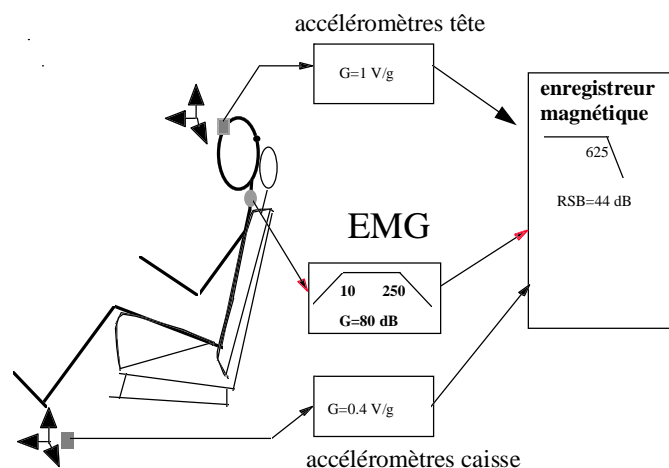 accéléromètres tête
G=1 V/g
enregistreur
magnétique
625
RSB=44 dB
EMG
10 250
G=80 dB
G=0.4 V/g
accéléromètres caisse